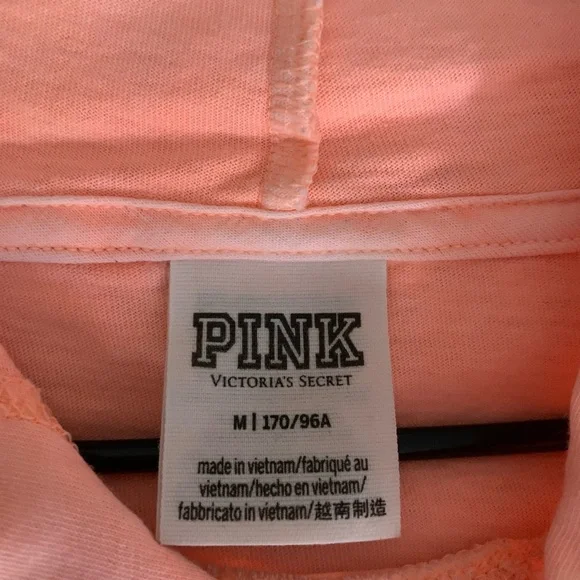 PINK
VICTORIA'S SECRET
M | 170/96A
made in vietnam/fabriqué au
vietnam/hecho en vietnam/
fabbricato in vietnam/越南制造